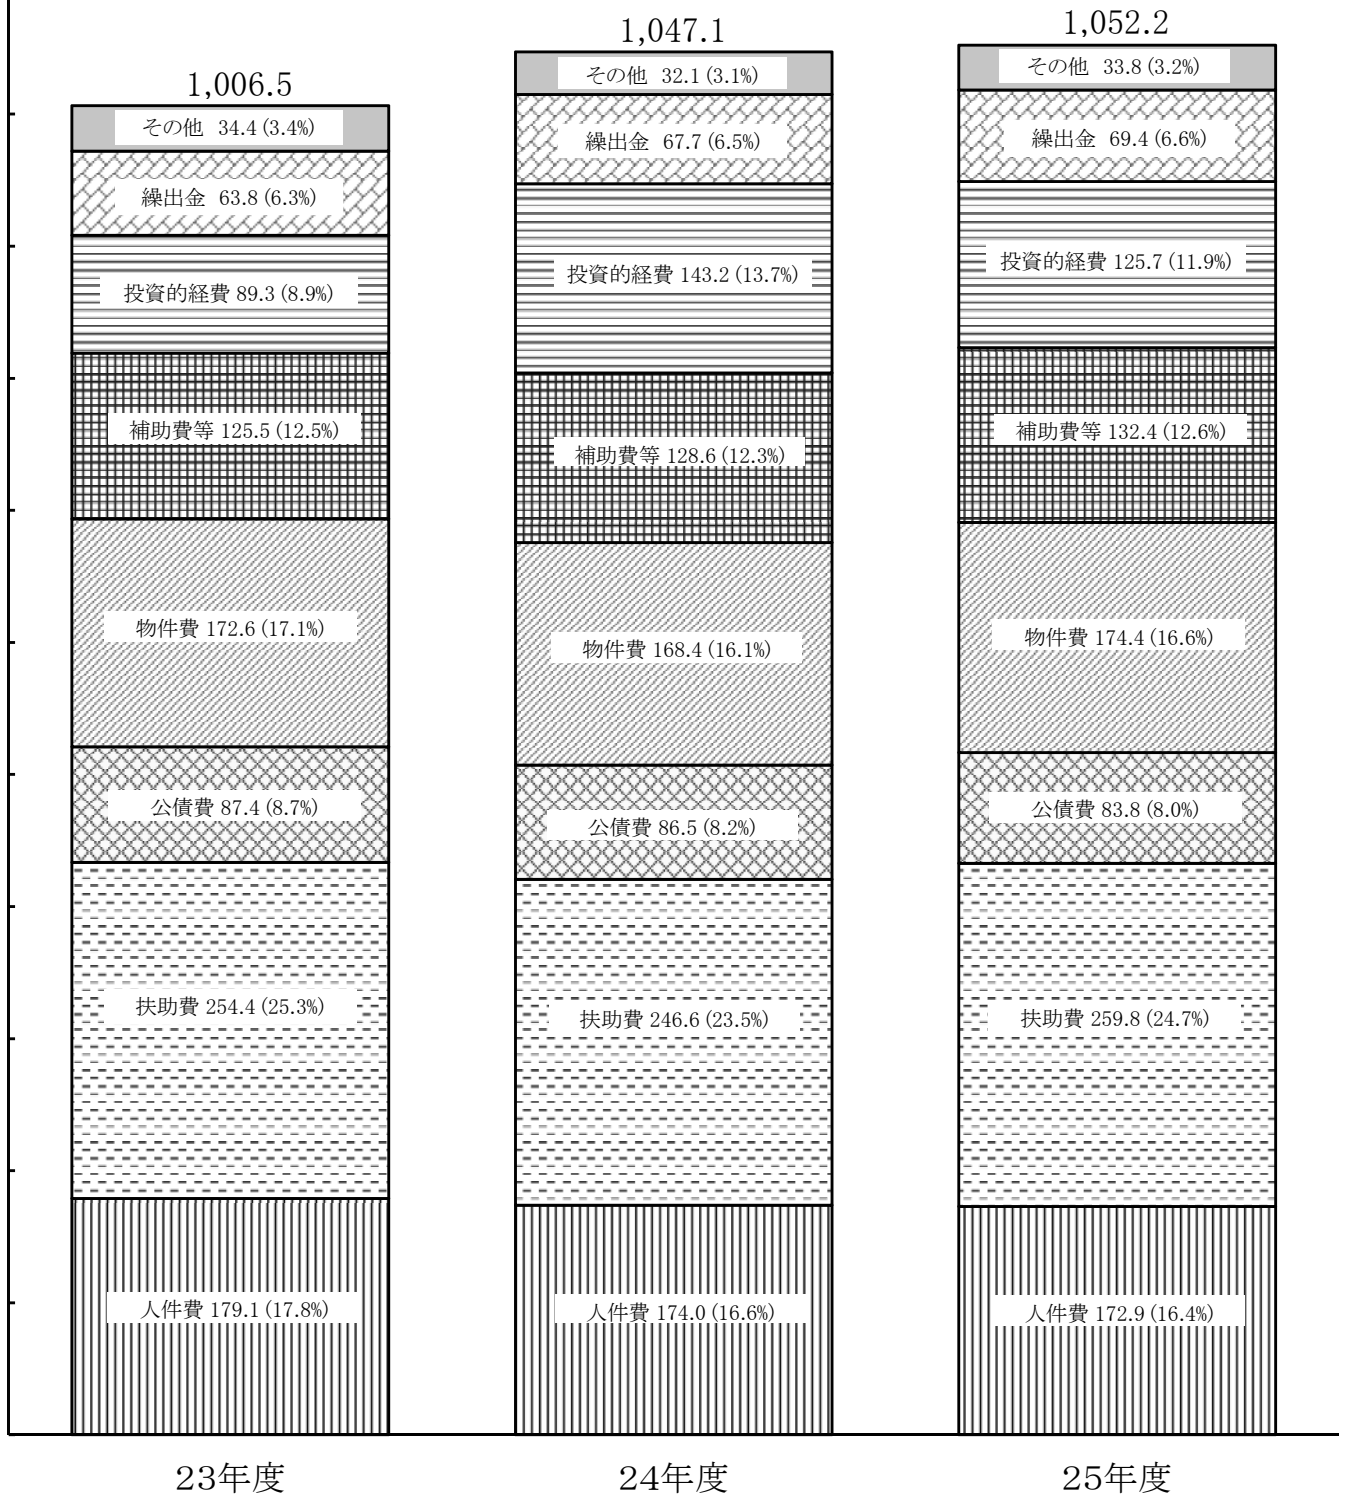 1,006.5
その他 34.4 (3.4%)
繰出金 63.8 (6.3%)
投資的経費 89.3 (8.9%)
補助費等 125.5 (12.5%)
物件費 172.6 (17.1%)
公債費 87.4 (8.7%)
扶助費 254.4 (25.3%)
人件費 179.1 (17.8%)
23年度
1,047.1
その他 32.1 (3.1%)
繰出金 67.7 (6.5%)
投資的経費 143.2 (13.7%)
補助費等 128.6 (12.3%)
物件費 168.4 (16.1%)
公債費 86.5 (8.2%)
扶助費 246.6 (23.5%)
人件費 174.0 (16.6%)
24年度
1,052.2
その他 33.8 (3.2%)
繰出金 69.4 (6.6%)
投資的経費 125.7 (11.9%)
補助費等 132.4 (12.6%)
物件費 174.4 (16.6%)
公債費 83.8 (8.0%)
扶助費 259.8 (24.7%)
人件費 172.9 (16.4%)
25年度